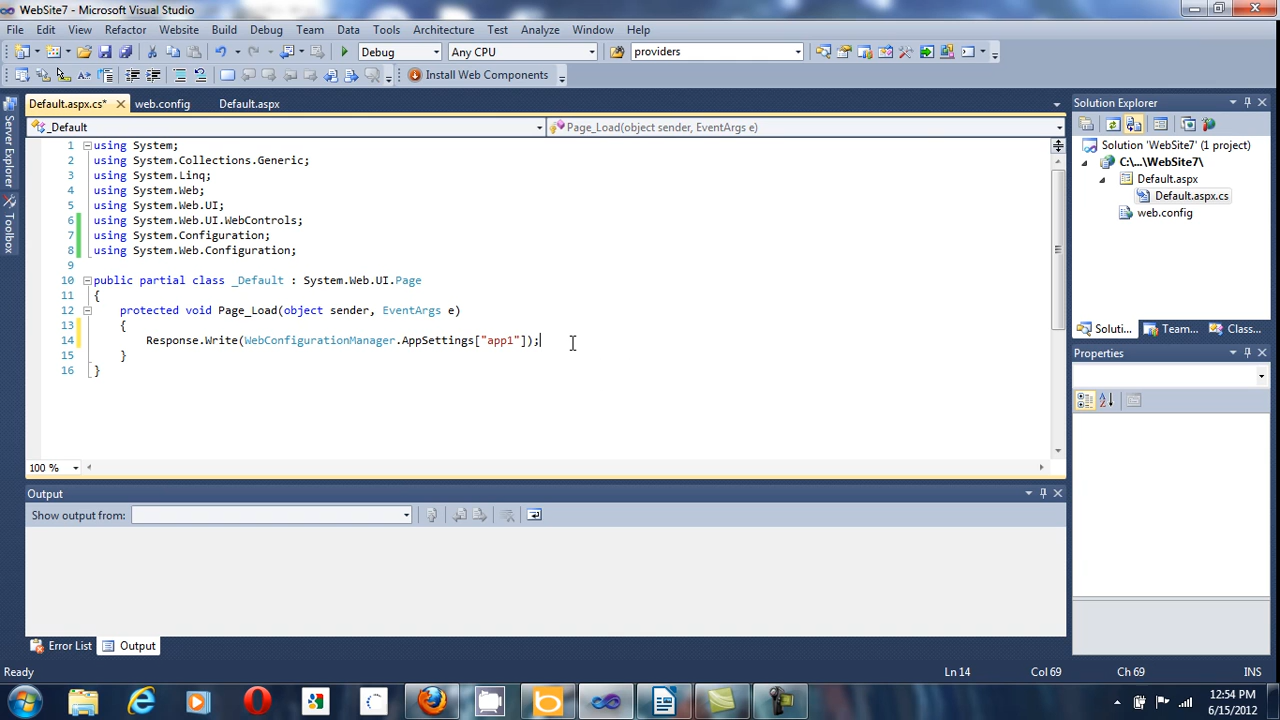 WebSite7 - Microsoft Visual Studio
File Edit View Refactor Website Build Debug Team Data Tools Architecture Test Analyze Window Help
Debug Any CPU providers
Install Web Components
Default.aspx.cs* web.config Default.aspx
_Default Page_Load(object sender, EventArgs e)
1 using System;
2 using System.Collections.Generic;
3 using System.Linq;
4 using System.Web;
5 using System.Web.UI;
6 using System.Web.UI.WebControls;
7 using System.Configuration;
8 using System.Web.Configuration;
9
10 public partial class _Default : System.Web.UI.Page
11 {
12 protected void Page_Load(object sender, EventArgs e)
13 {
14 Response.Write(WebConfigurationManager.AppSettings["app1"]);
15 }
16 }
100 %
Server Explorer
Toolbox
Solution Explorer
Solution 'WebSite7' (1 project)
C:\...\WebSite7\
Default.aspx
Default.aspx.cs
web.config
Soluti... Team... Class...
Properties
Output
Show output from:
Error List Output
Ready Ln 14 Col 69 Ch 69 INS
12:54 PM
6/15/2012